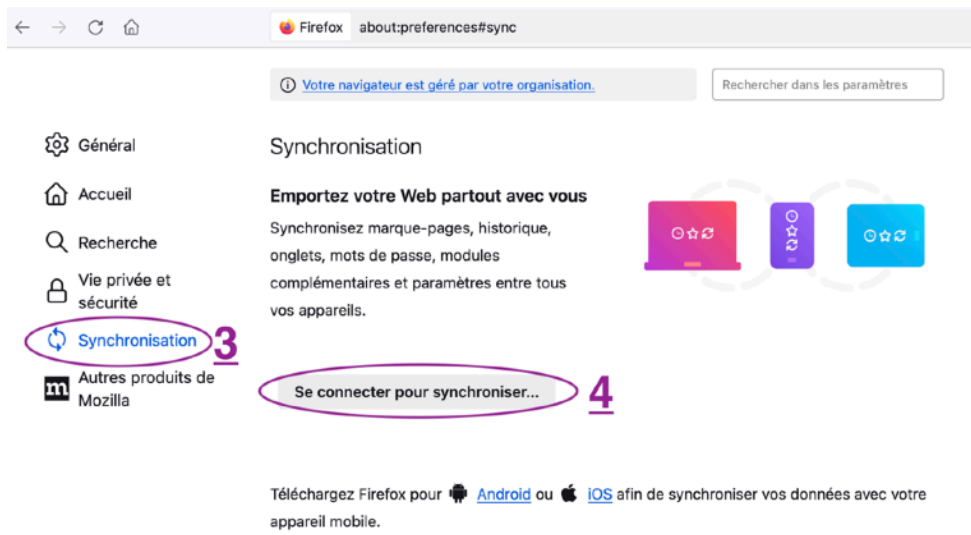 Firefox about:preferences#sync
Votre navigateur est géré par votre organisation.
Rechercher dans les paramètres
Général
Accueil
Recherche
Vie privée et
sécurité
Synchronisation 3
Autres produits de
Mozilla
Synchronisation
Emportez votre Web partout avec vous
Synchronisez marque-pages, historique,
onglets, mots de passe, modules
complémentaires et paramètres entre tous
vos appareils.
Se connecter pour synchroniser... 4
Téléchargez Firefox pour Android ou iOS afin de synchroniser vos données avec votre
appareil mobile.